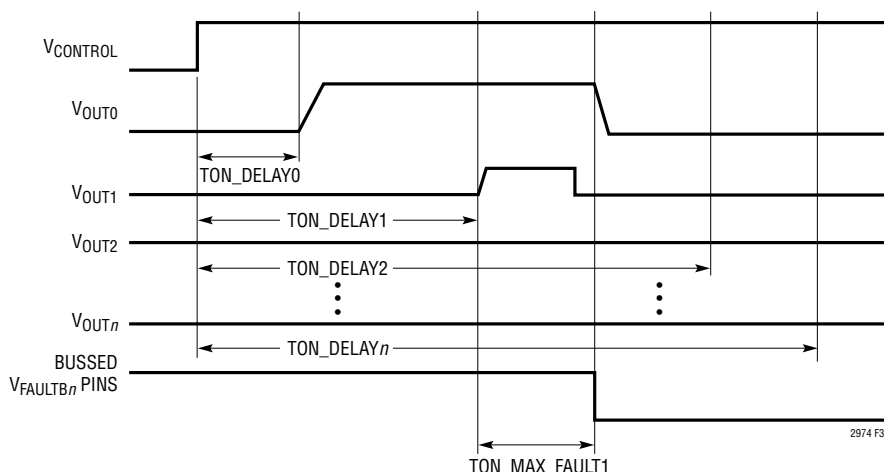 VCONTROL
VOUT0
TON_DELAY0
VOUT1
TON_DELAY1
VOUT2
TON_DELAY2
VOUTn
TON_DELAYn
BUSSED
VFAULTBn PINS
2974 F3
TON_MAX_FAULT1